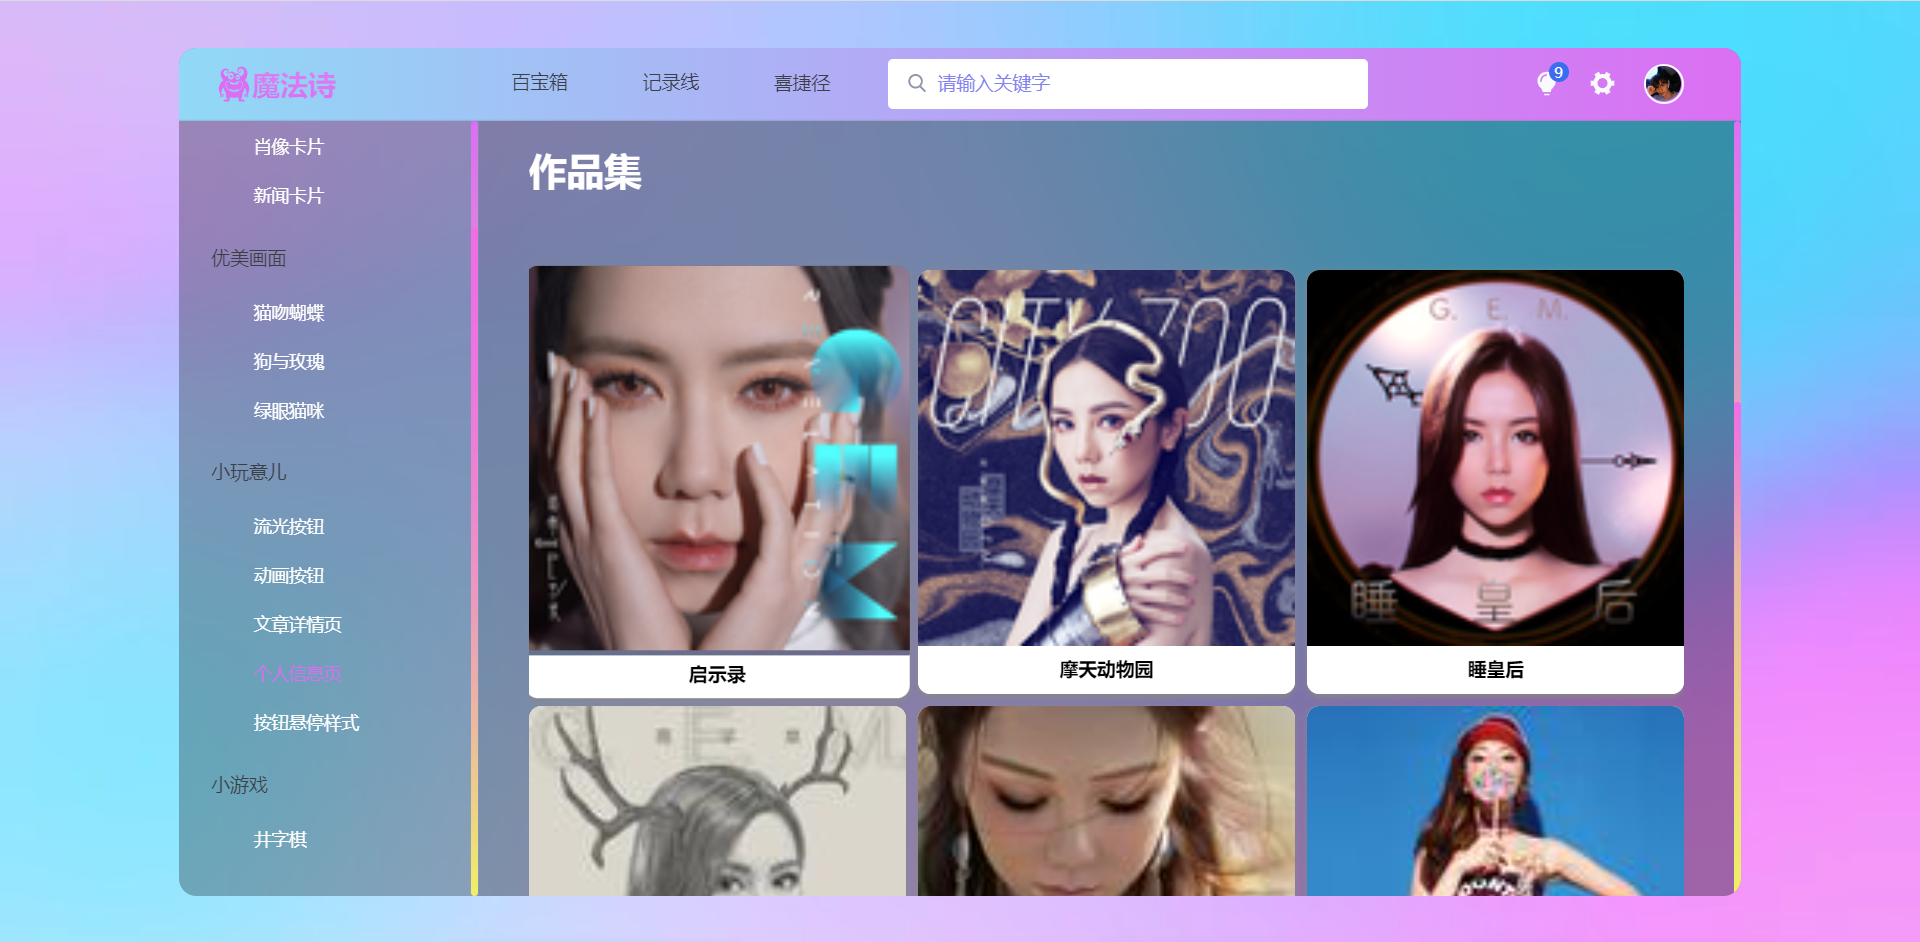 魔法诗
百宝箱
记录线
喜捷径
请输入关键字
9
肖像卡片
新闻卡片
优美画面
猫吻蝴蝶
狗与玫瑰
绿眼猫咪
小玩意儿
流光按钮
动画按钮
文章详情页
个人信息页
按钮悬停样式
小游戏
井字棋
作品集
启示录
CITY ZOO
摩天动物园
G. E. M.
睡皇后
睡皇后